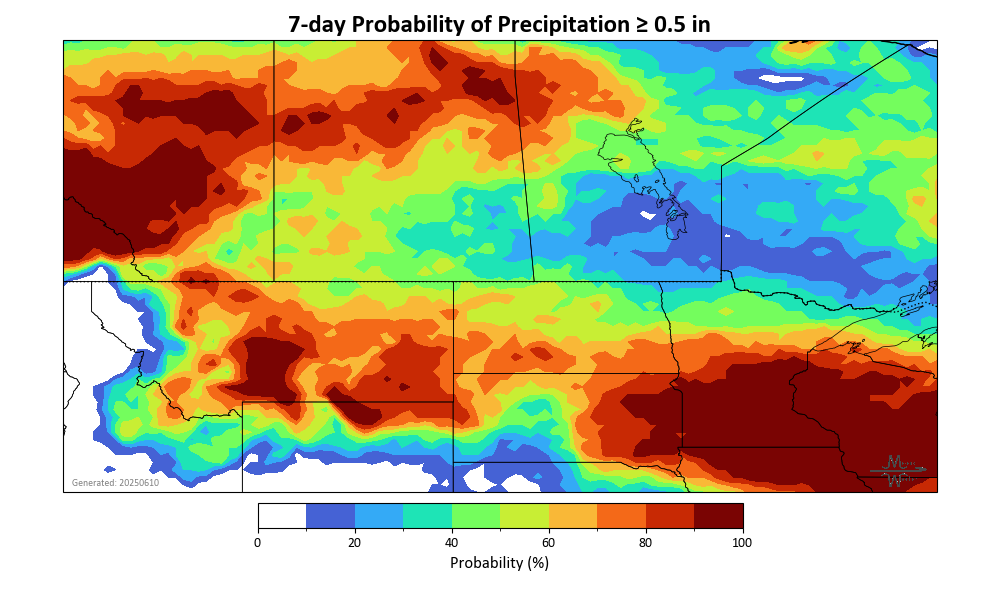 7-day Probability of Precipitation ≥ 0.5 in
Generated: 20250610
0 20 40 60 80 100
Probability (%)